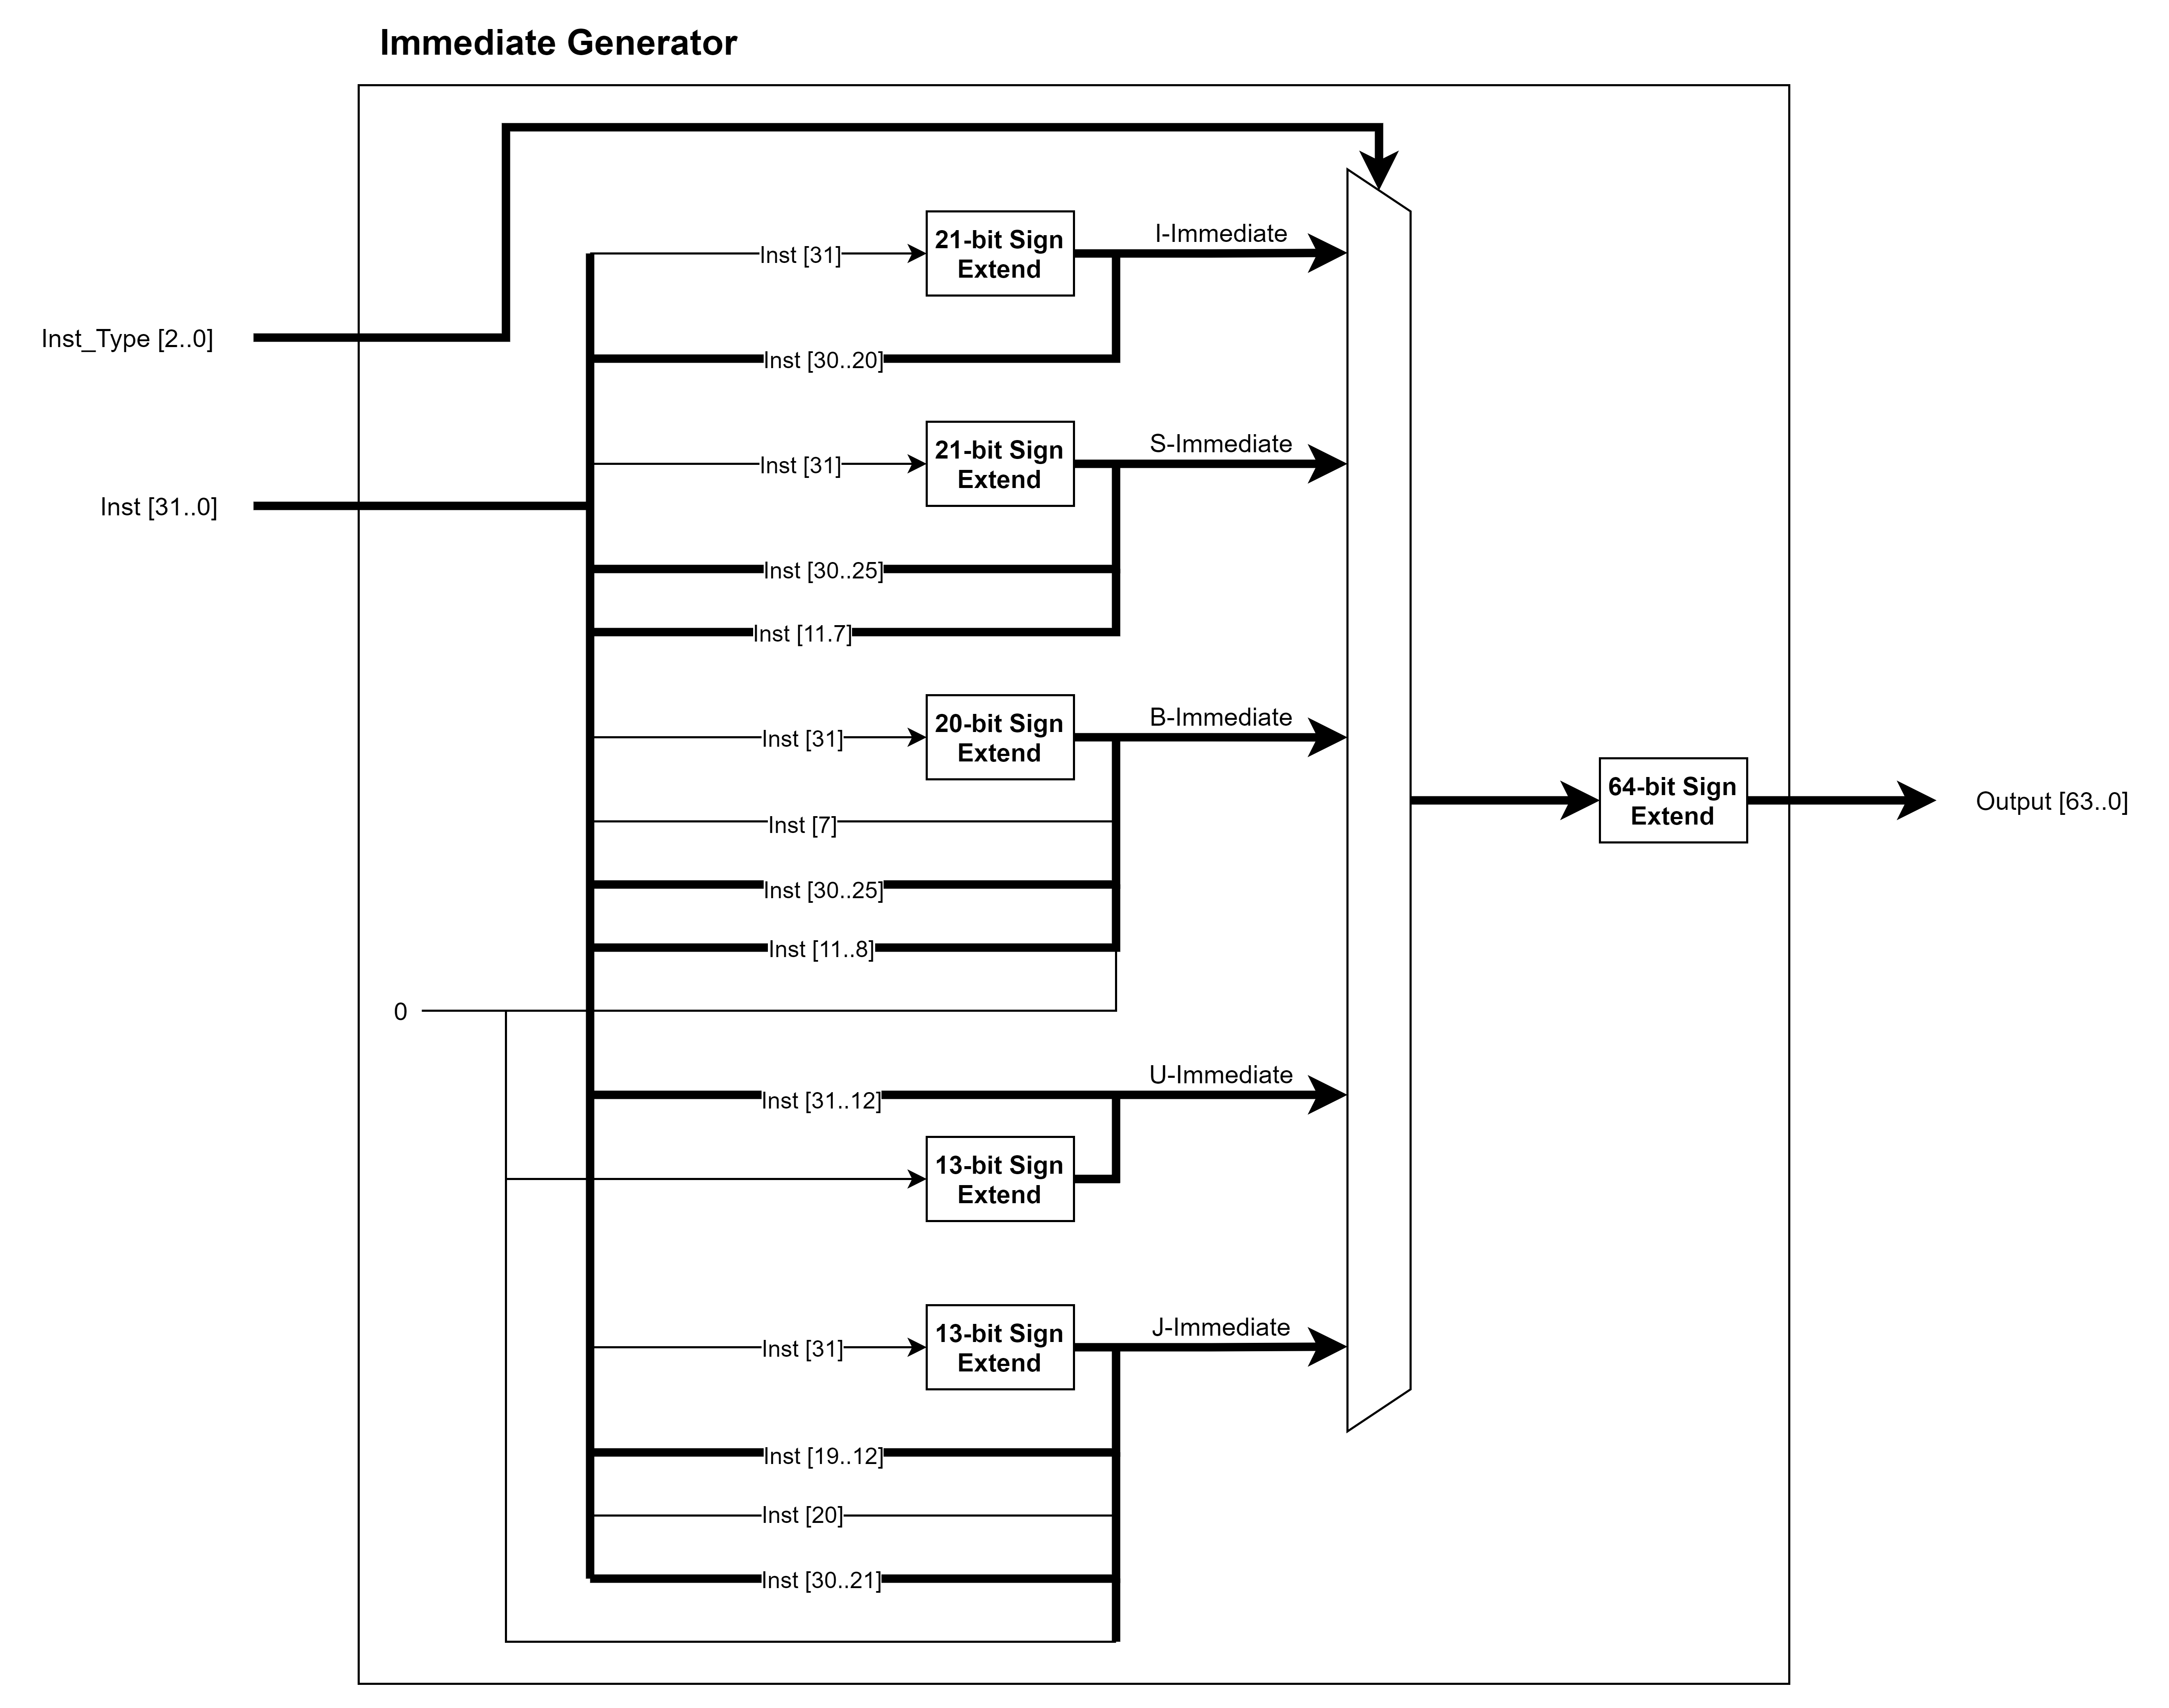 Immediate Generator
Inst_Type [2..0]
Inst [31..0]
Inst [31]
21-bit Sign
Extend
I-Immediate
Inst [30..20]
Inst [31]
21-bit Sign
Extend
S-Immediate
Inst [30..25]
Inst [11.7]
Inst [31]
20-bit Sign
Extend
B-Immediate
Inst [7]
Inst [30..25]
Inst [11..8]
0
Inst [31..12]
U-Immediate
13-bit Sign
Extend
Inst [31]
13-bit Sign
Extend
J-Immediate
Inst [19..12]
Inst [20]
Inst [30..21]
64-bit Sign
Extend
Output [63..0]